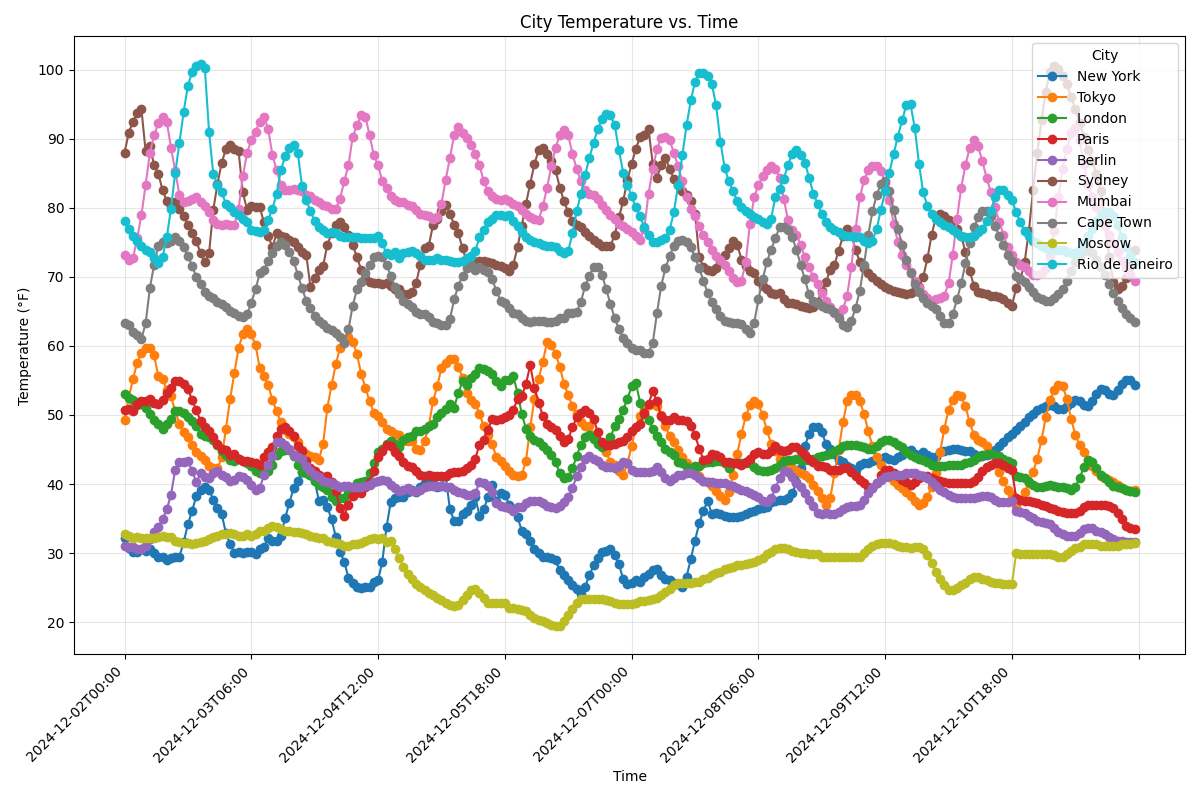 City Temperature vs. Time
Temperature (°F)
100
90
80
70
60
50
40
30
20
City
New York
Tokyo
London
Paris
Berlin
Sydney
Mumbai
Cape Town
Moscow
Rio de Janeiro
2024-12-02T00:00
2024-12-03T06:00
2024-12-04T12:00
2024-12-05T18:00
2024-12-07T00:00
2024-12-08T06:00
2024-12-09T12:00
2024-12-10T18:00
Time